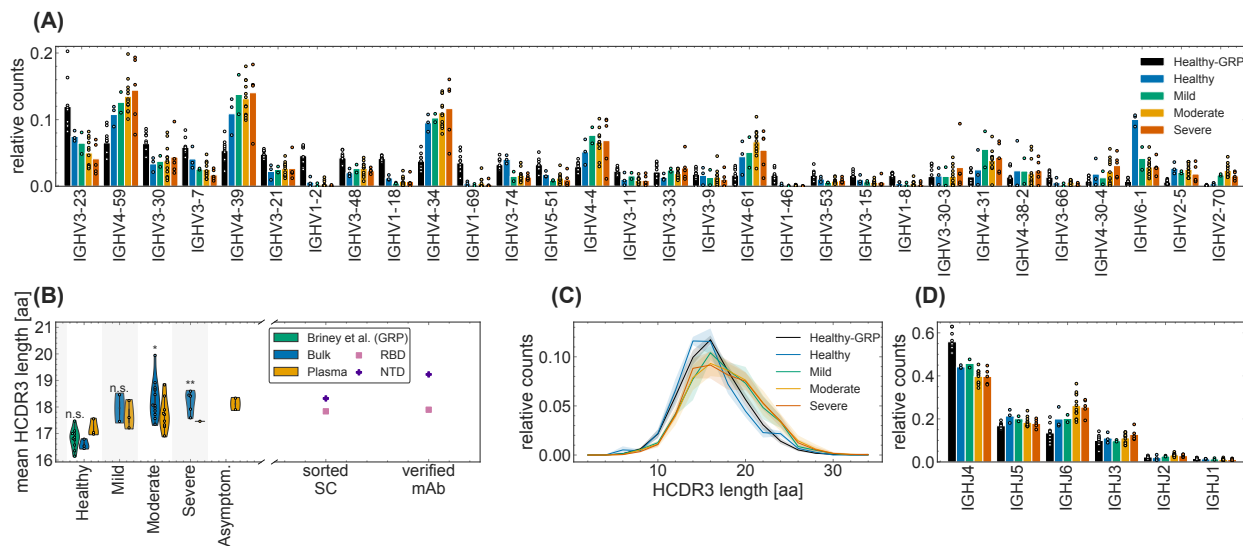 (A)
relative counts
0.2
0.1
0.0
Healthy-GRP
Healthy
Mild
Moderate
Severe
IGHV3-23
IGHV4-59
IGHV3-30
IGHV3-7
IGHV4-39
IGHV3-21
IGHV1-2
IGHV3-48
IGHV1-18
IGHV4-34
IGHV1-69
IGHV3-74
IGHV5-51
IGHV4-4
IGHV3-11
IGHV3-33
IGHV3-9
IGHV4-61
IGHV1-46
IGHV3-53
IGHV3-15
IGHV1-8
IGHV3-30-3
IGHV4-31
IGHV4-38-2
IGHV3-66
IGHV4-30-4
IGHV6-1
IGHV2-5
IGHV2-70
(B)
mean HCDR3 length [aa]
22
21
20
19
18
17
16
n.s.
n.s.
*
**
Briney et al. (GRP)
Bulk
Plasma
RBD
NTD
Healthy
Mild
Moderate
Severe
Asymptom.
sorted
SC
verified
mAb
(C)
relative counts
0.10
0.05
0.00
Healthy-GRP
Healthy
Mild
Moderate
Severe
10
20
30
HCDR3 length [aa]
(D)
relative counts
0.6
0.4
0.2
0.0
IGHJ4
IGHJ5
IGHJ6
IGHJ3
IGHJ2
IGHJ1